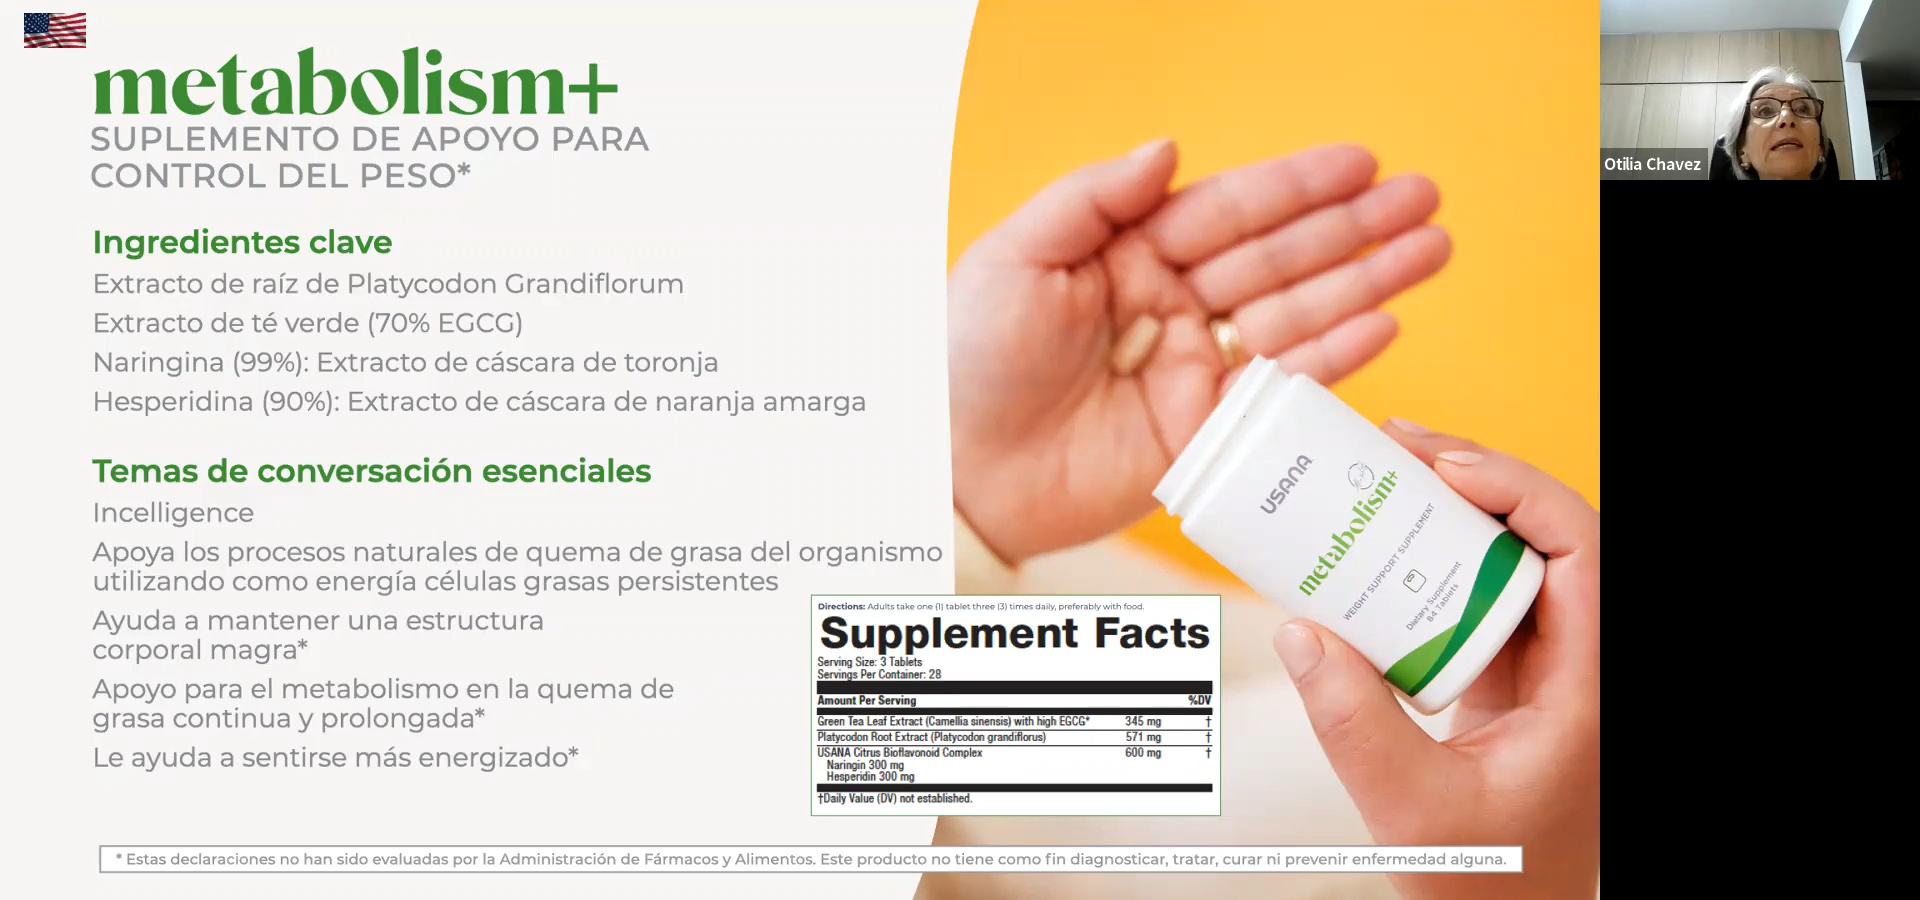 metabolism+
SUPLEMENTO DE APOYO PARA
CONTROL DEL PESO*
Ingredientes clave
Extracto de raíz de Platycodon Grandiflorum
Extracto de té verde (70% EGCG)
Naringina (99%): Extracto de cáscara de toronja
Hesperidina (90%): Extracto de cáscara de naranja amarga
Temas de conversación esenciales
Incelligence
Apoya los procesos naturales de quema de grasa del organismo
utilizando como energía células grasas persistentes
Ayuda a mantener una estructura
corporal magra*
Apoyo para el metabolismo en la quema de
grasa continua y prolongada*
Le ayuda a sentirse más energizado*
Directions: Adults take one (1) tablet three (3) times daily, preferably with food.
Supplement Facts
Serving Size: 3 Tablets
Servings Per Container: 28
Amount Per Serving %DV
Green Tea Leaf Extract (Camellia sinensis) with high EGCG* 345 mg †
Platycodon Root Extract (Platycodon grandiflorus) 571 mg †
USANA Citrus Bioflavonoid Complex 600 mg †
Naringin 300 mg
Hesperidin 300 mg
†Daily Value (DV) not established.
USANA
metabolism+
WEIGHT SUPPORT SUPPLEMENT
Dietary Supplement
84 Tablets
* Estas declaraciones no han sido evaluadas por la Administración de Fármacos y Alimentos. Este producto no tiene como fin diagnosticar, tratar, curar ni prevenir enfermedad alguna.
Otilia Chavez